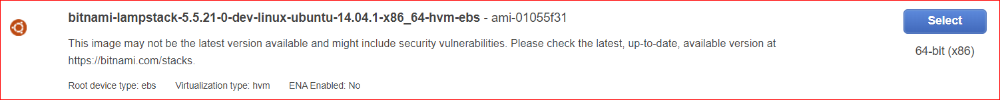 bitnami-lampstack-5.5.21-0-dev-linux-ubuntu-14.04.1-x86_64-hvm-ebs - ami-01055f31
Select
This image may not be the latest version available and might include security vulnerabilities. Please check the latest, up-to-date, available version at
64-bit (x86)
https://bitnami.com/stacks.
Root device type: ebs Virtualization type: hvm ENA Enabled: No